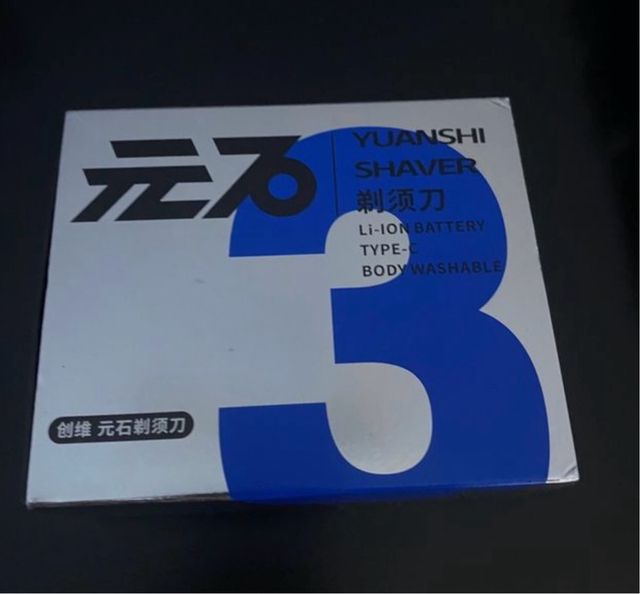 元石
YUANSHI
SHAVER
剃须刀
Li-ION BATTERY
TYPE-C
BODY WASHABLE
3
创维 元石剃须刀